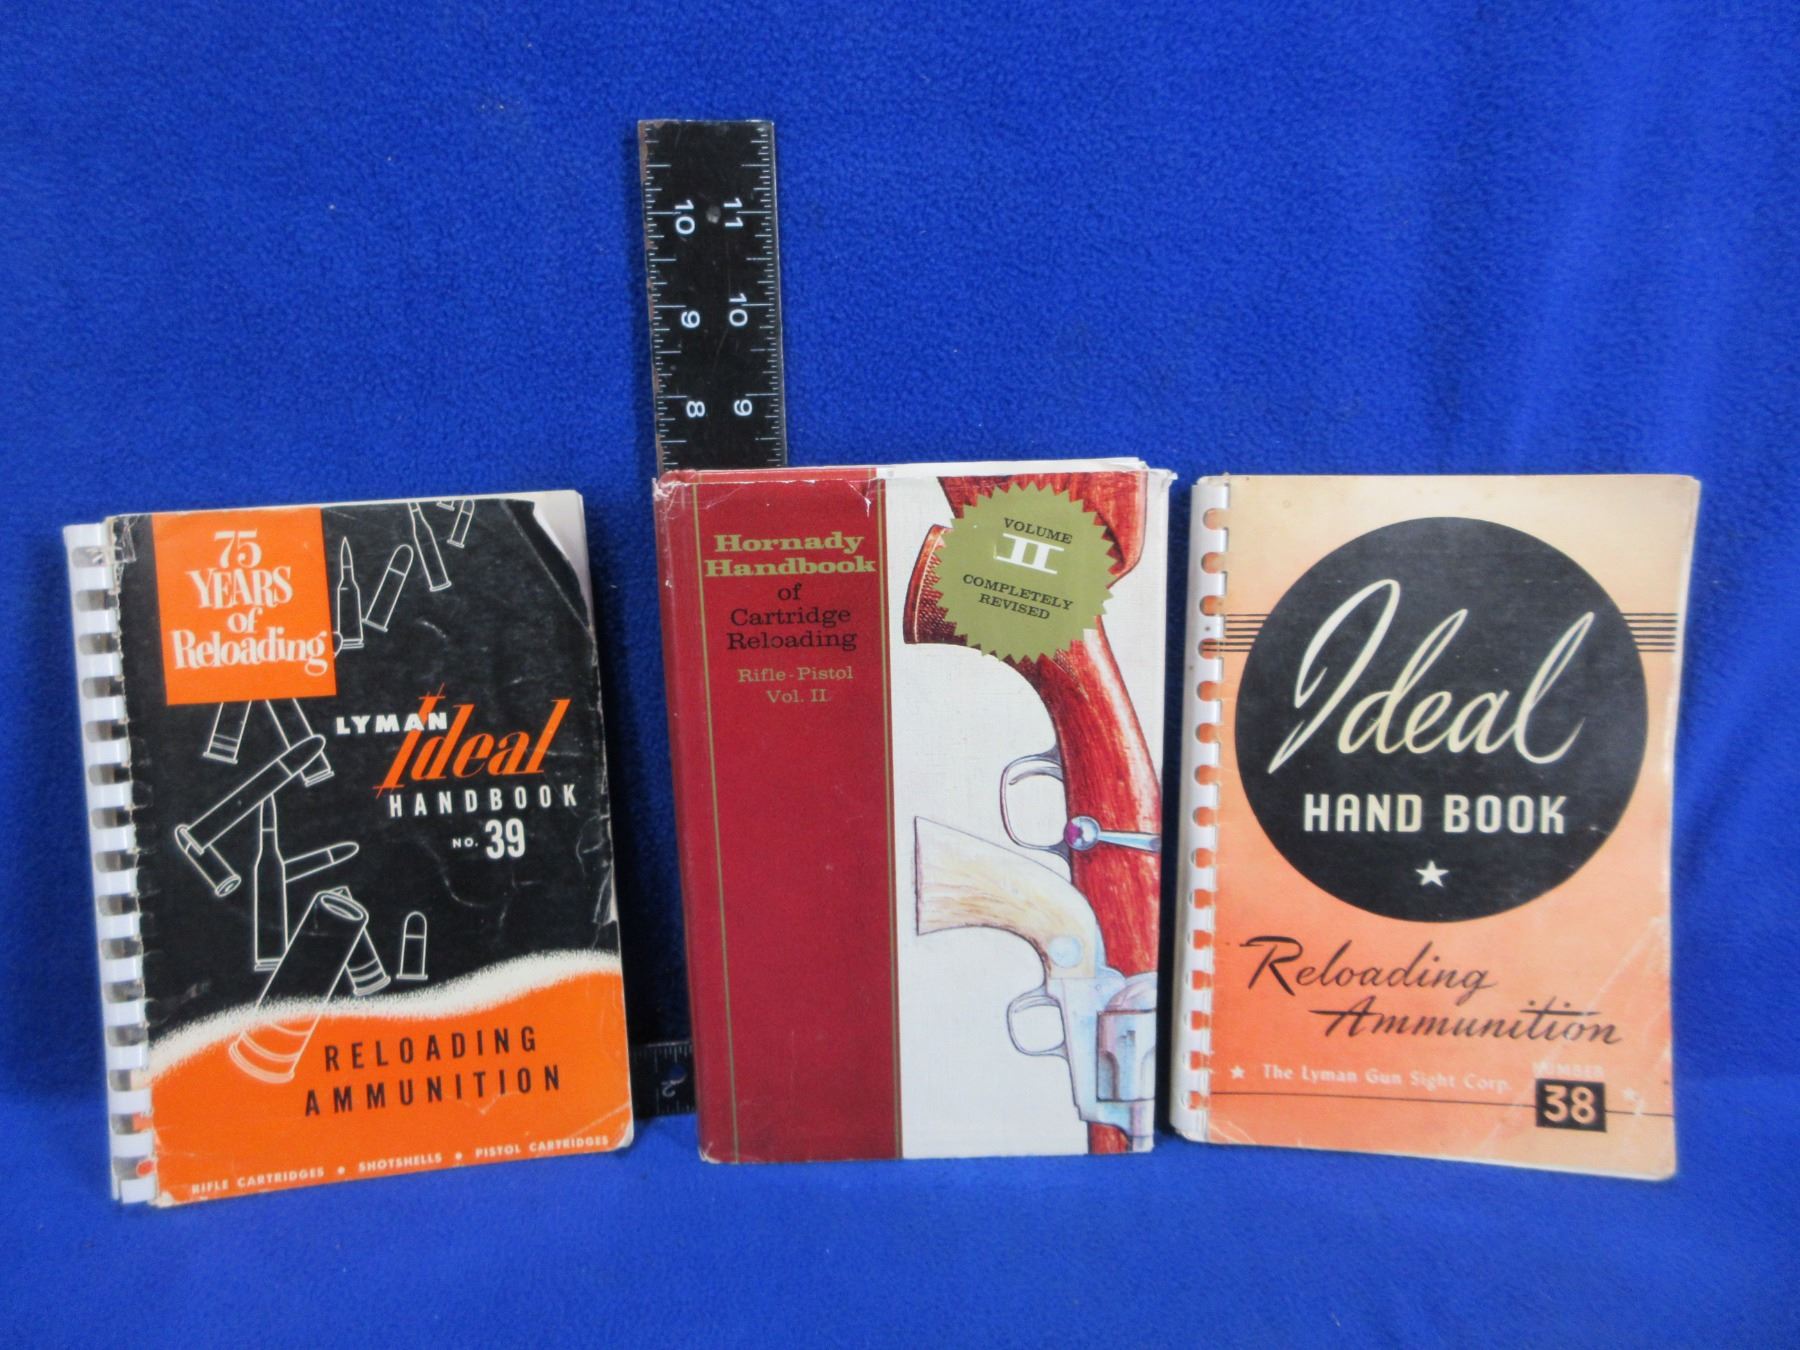 10 11
9 10
8 9
2
75
YEARS
of
Reloading
LYMAN
Ideal
HANDBOOK
NO. 39
RELOADING
AMMUNITION
RIFLE CARTRIDGES • SHOTSHELLS • PISTOL CARTRIDGES
Hornady
Handbook
of
Cartridge
Reloading
Rifle-Pistol
Vol. II
VOLUME
II
COMPLETELY
REVISED
Ideal
HAND BOOK
Reloading
Ammunition
The Lyman Gun Sight Corp.
NUMBER
38